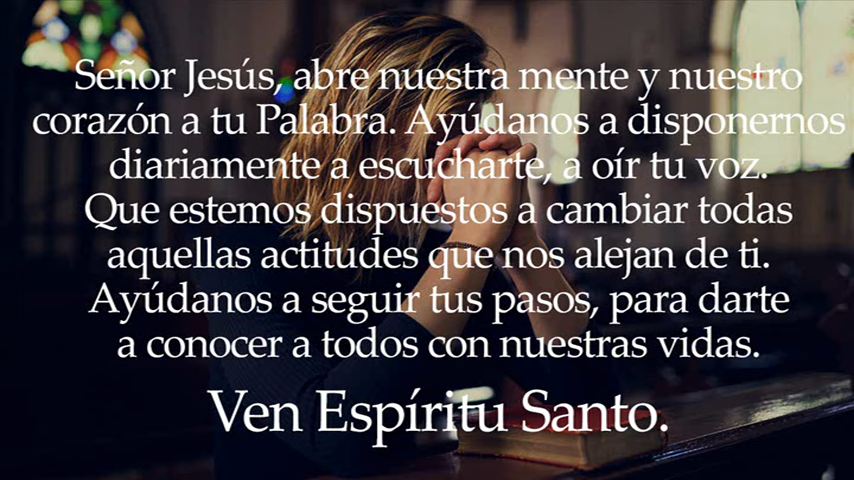 Señor Jesús, abre nuestra mente y nuestro
corazón a tu Palabra. Ayúdanos a disponernos
diariamente a escucharte, a oír tu voz.
Que estemos dispuestos a cambiar todas
aquellas actitudes que nos alejan de ti.
Ayúdanos a seguir tus pasos, para darte
a conocer a todos con nuestras vidas.
Ven Espíritu Santo.